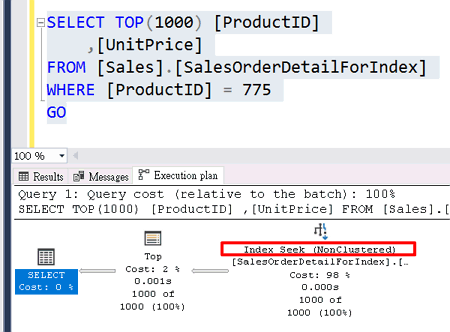 SELECT TOP(1000) [ProductID]
,[UnitPrice]
FROM [Sales].[SalesOrderDetailForIndex]
WHERE [ProductID] = 775
GO
100 %
Results Messages Execution plan
Query 1: Query cost (relative to the batch): 100%
SELECT TOP(1000) [ProductID] ,[UnitPrice] FROM [Sales].[
SELECT
Cost: 0 %
Top
Cost: 2 %
0.001s
1000 of
1000 (100%)
Index Seek (NonClustered)
[SalesOrderDetailForIndex].[…
Cost: 98 %
0.000s
1000 of
1000 (100%)